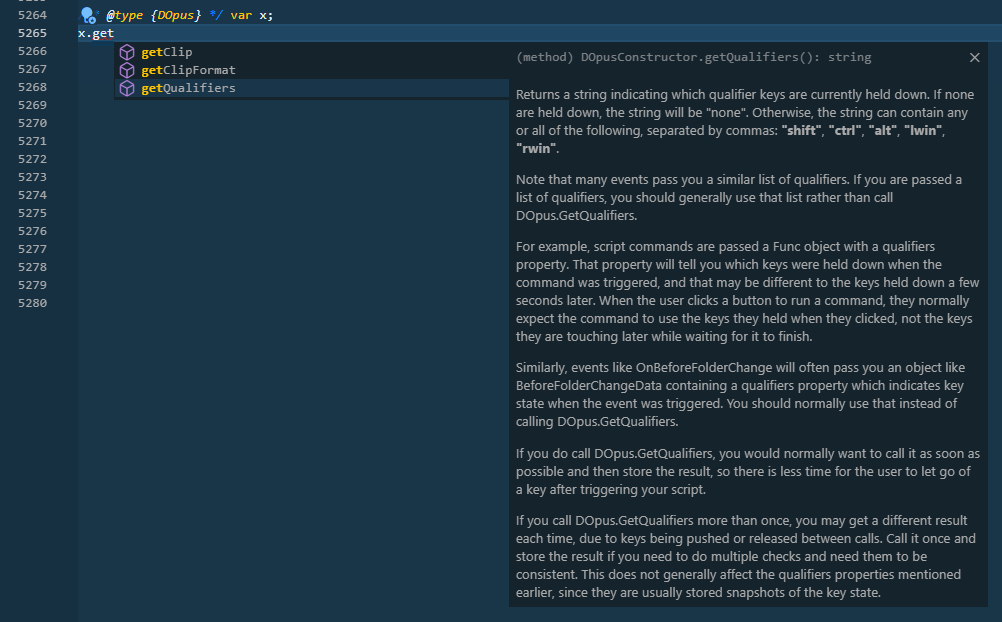 5264 @type {DOpus} */ var x;
5265 x.get
5266 getClip
5267 getClipFormat
5268 getQualifiers
5269
5270
5271
5272
5273
5274
5275
5276
5277
5278
5279
5280
(method) DOpusConstructor.getQualifiers(): string
Returns a string indicating which qualifier keys are currently held down. If none
are held down, the string will be "none". Otherwise, the string can contain any
or all of the following, separated by commas: "shift", "ctrl", "alt", "lwin",
"rwin".
Note that many events pass you a similar list of qualifiers. If you are passed a
list of qualifiers, you should generally use that list rather than call
DOpus.GetQualifiers.
For example, script commands are passed a Func object with a qualifiers
property. That property will tell you which keys were held down when the
command was triggered, and that may be different to the keys held down a few
seconds later. When the user clicks a button to run a command, they normally
expect the command to use the keys they held when they clicked, not the keys
they are touching later while waiting for it to finish.
Similarly, events like OnBeforeFolderChange will often pass you an object like
BeforeFolderChangeData containing a qualifiers property which indicates key
state when the event was triggered. You should normally use that instead of
calling DOpus.GetQualifiers.
If you do call DOpus.GetQualifiers, you would normally want to call it as soon as
possible and then store the result, so there is less time for the user to let go of
a key after triggering your script.
If you call DOpus.GetQualifiers more than once, you may get a different result
each time, due to keys being pushed or released between calls. Call it once and
store the result if you need to do multiple checks and need them to be
consistent. This does not generally affect the qualifiers properties mentioned
earlier, since they are usually stored snapshots of the key state.